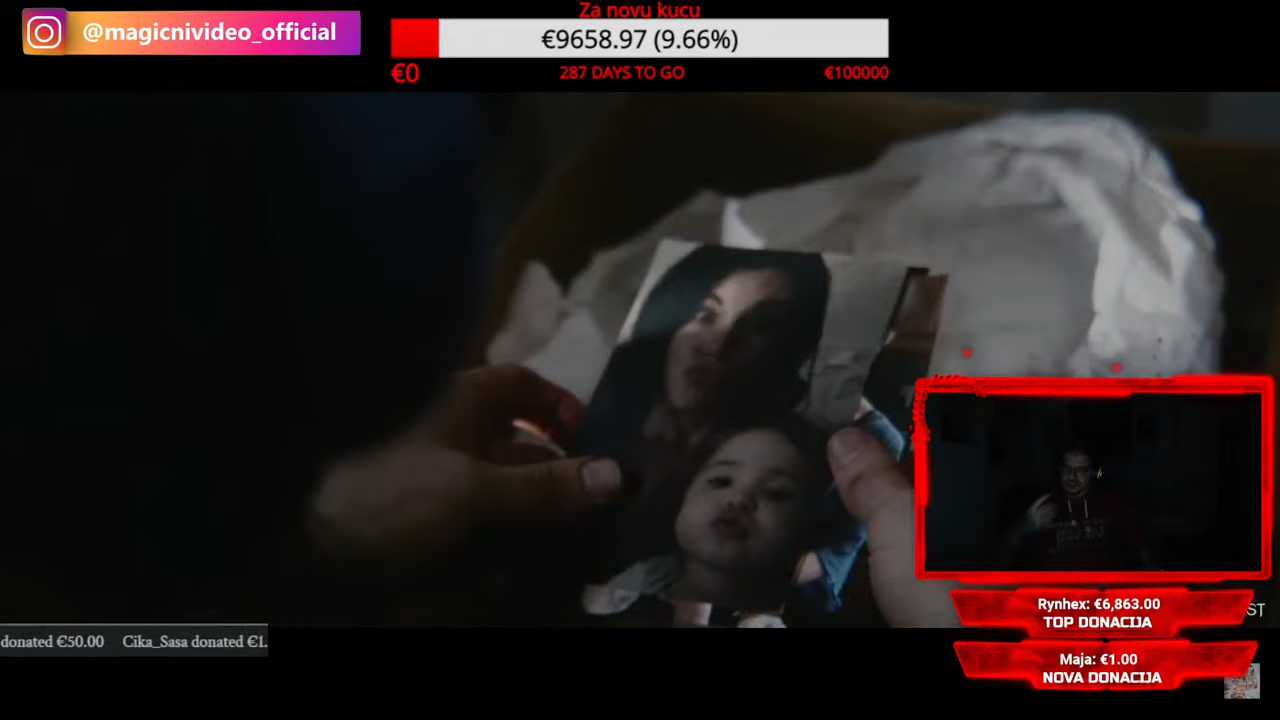 @magicnivideo_official
Za novu kucu
€9658.97 (9.66%)
€0
287 DAYS TO GO
€100000
Rynhex: €6,863.00
TOP DONACIJA
ST
donated €50.00 Cika_Sasa donated €1.
Maja: €1.00
NOVA DONACIJA